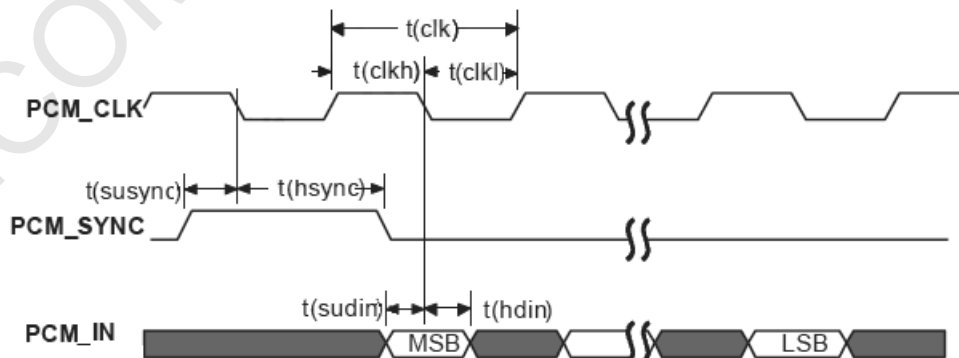 t(clk)
t(clkh) t(clkl)
PCM_CLK
t(susync) t(hsync)
PCM_SYNC
t(sudin) t(hdin)
PCM_IN MSB LSB